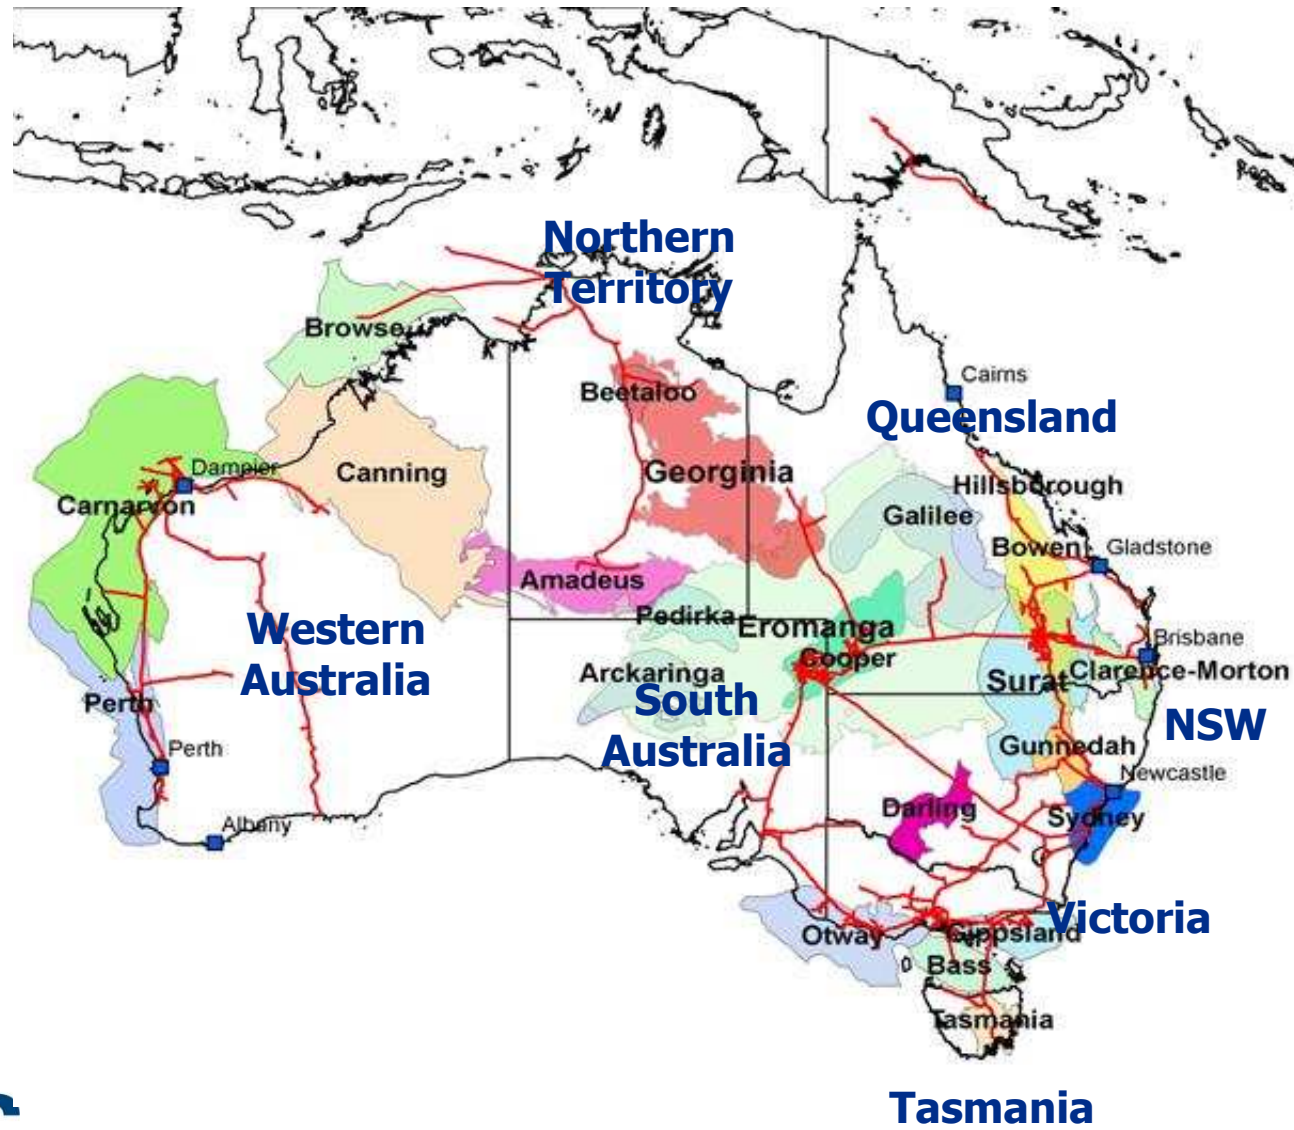 Northern
Territory
Browse
Beetaloo
Cairns
Queensland
Canning
Georginia
Dampier
Carnarvon
Hillsborough
Galilee
Bowen
Gladstone
Amadeus
Pedirka
Eromanga
Western
Australia
Brisbane
Cooper
Clarence-Morton
Arckaringa
Surat
South
Australia
Perth
NSW
Perth
Gunnedah
Newcastle
Darling
Sydney
Albany
Victoria
Otway
Gippsland
Bass
Tasmania
Tasmania